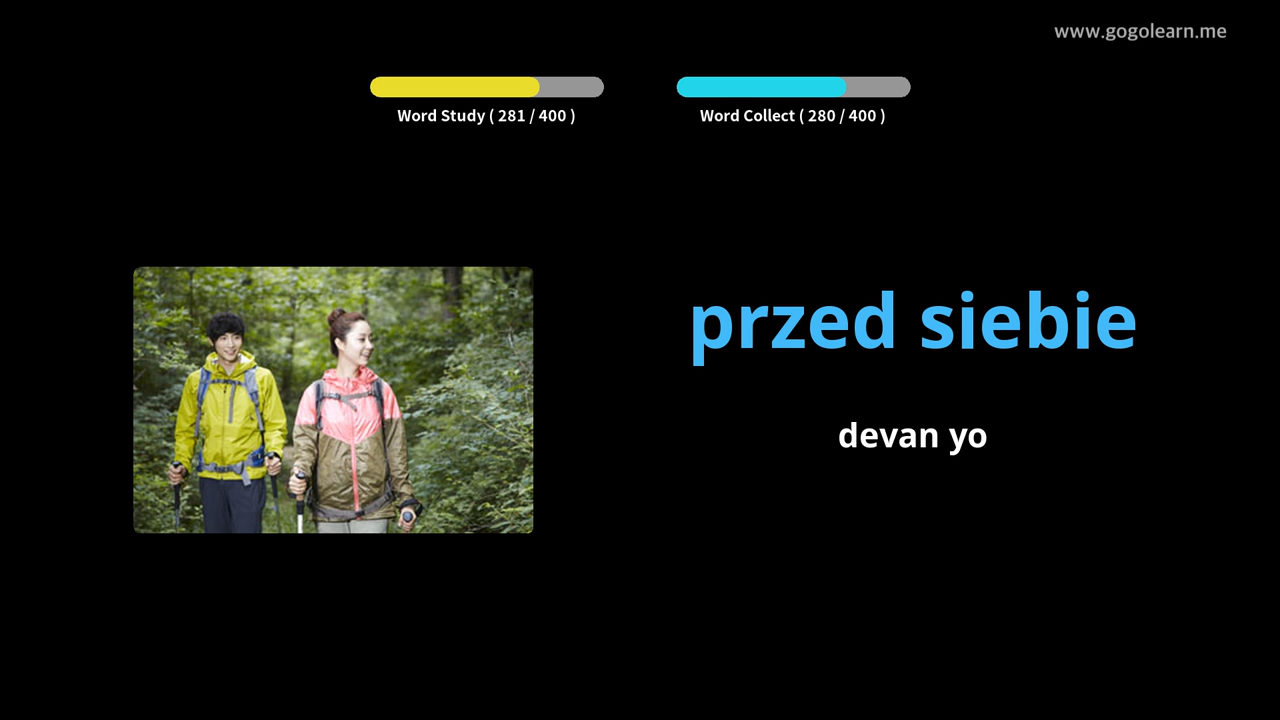 www.gogolearn.me
Word Study ( 281 / 400 )
Word Collect ( 280 / 400 )
przed siebie
devan yo